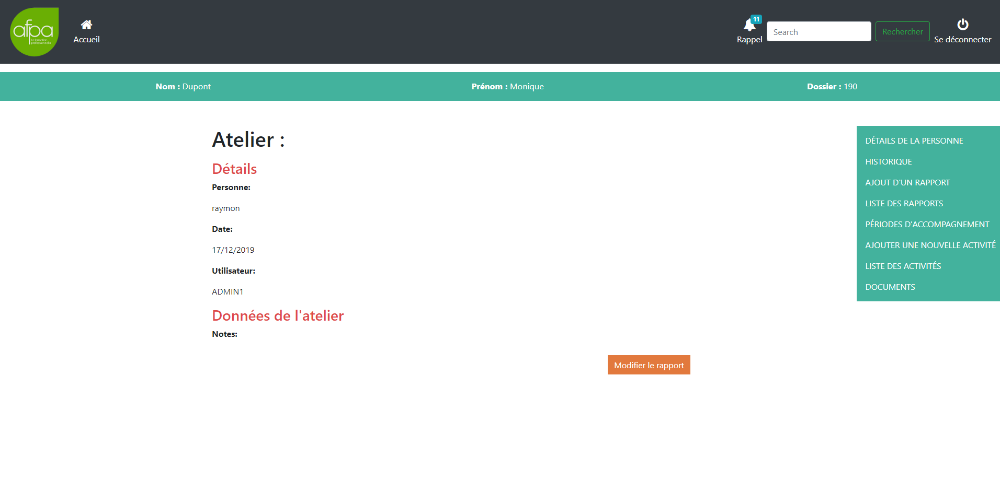 afpa
La formation
professionnelle
Accueil
11
Rappel
Search
Rechercher
Se déconnecter
Nom : Dupont
Prénom : Monique
Dossier : 190
Atelier :
Détails
Personne:
raymon
Date:
17/12/2019
Utilisateur:
ADMIN1
Données de l'atelier
Notes:
Modifier le rapport
DÉTAILS DE LA PERSONNE
HISTORIQUE
AJOUT D'UN RAPPORT
LISTE DES RAPPORTS
PÉRIODES D'ACCOMPAGNEMENT
AJOUTER UNE NOUVELLE ACTIVITÉ
LISTE DES ACTIVITÉS
DOCUMENTS